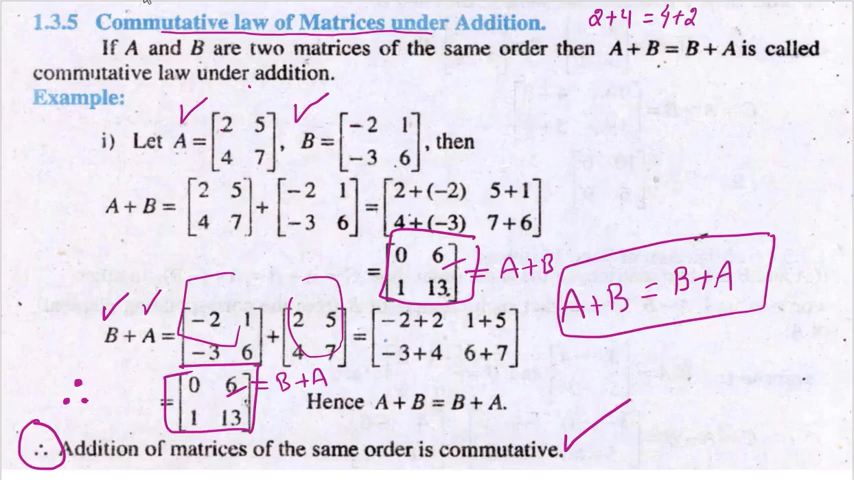 1.3.5 Commutative law of Matrices under Addition. 2+4 = 4+2
If A and B are two matrices of the same order then A + B = B + A is called
commutative law under addition.
Example:
i) Let A = [2 5; 4 7], B = [−2 1; −3 6], then
A + B = [2 5; 4 7] + [−2 1; −3 6] = [2+(−2) 5+1; 4+(−3) 7+6]
= [0 6; 1 13] = A+B
A+B = B+A
B + A = [−2 1; −3 6] + [2 5; 4 7] = [−2+2 1+5; −3+4 6+7]
= [0 6; 1 13] = B+A
Hence A + B = B + A.
∴ Addition of matrices of the same order is commutative.